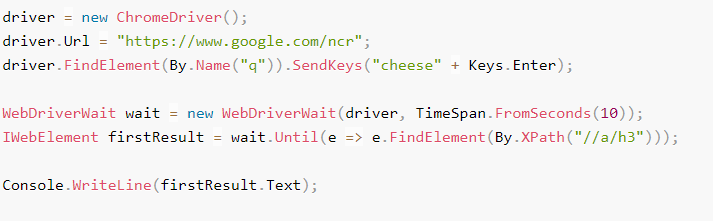 driver = new ChromeDriver();
driver.Url = "https://www.google.com/ncr";
driver.FindElement(By.Name("q")).SendKeys("cheese" + Keys.Enter);
WebDriverWait wait = new WebDriverWait(driver, TimeSpan.FromSeconds(10));
IWebElement firstResult = wait.Until(e => e.FindElement(By.XPath("//a/h3")));
Console.WriteLine(firstResult.Text);